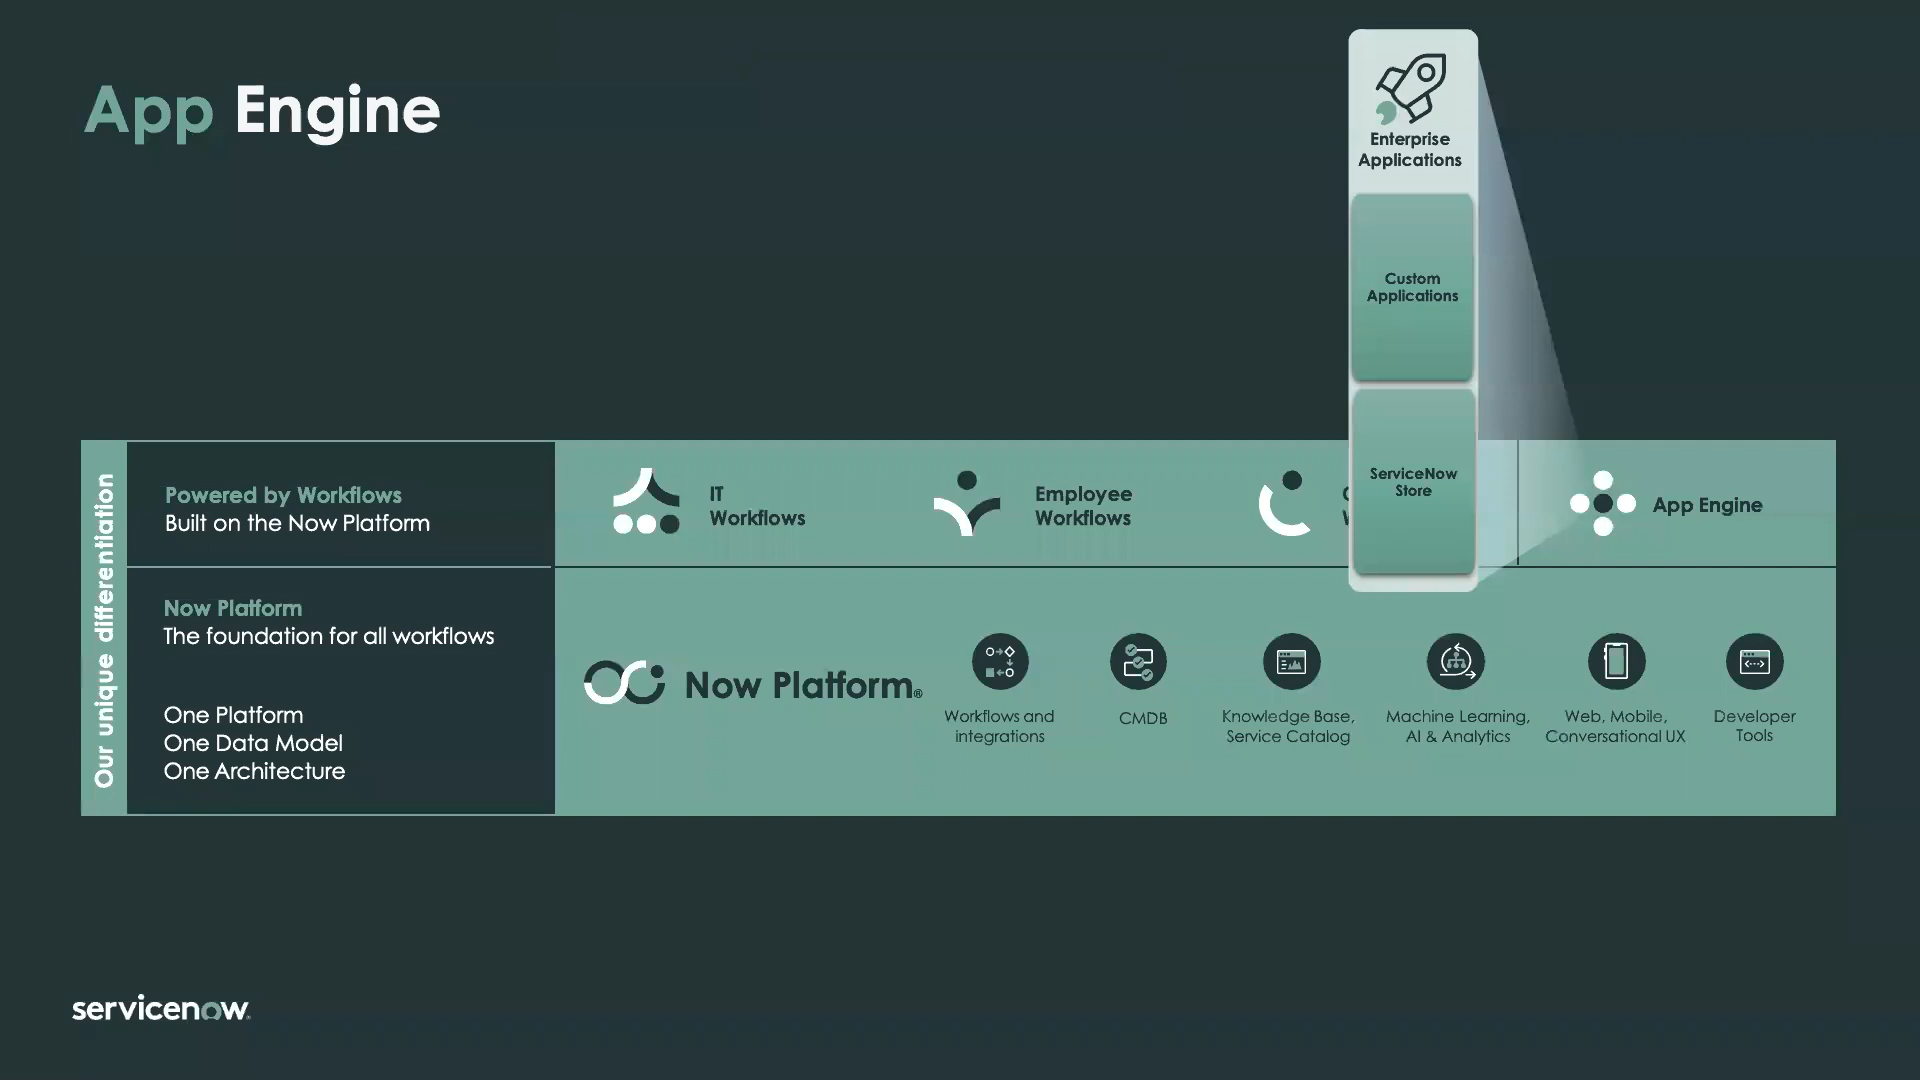 App Engine
Enterprise
Applications
Custom
Applications
ServiceNow
Store
Our unique differentiation
Powered by Workflows
Built on the Now Platform
IT
Workflows
Employee
Workflows
App Engine
Now Platform
The foundation for all workflows
One Platform
One Data Model
One Architecture
Now Platform®
Workflows and
integrations
CMDB
Knowledge Base,
Service Catalog
Machine Learning,
AI & Analytics
Web, Mobile,
Conversational UX
Developer
Tools
servicenow